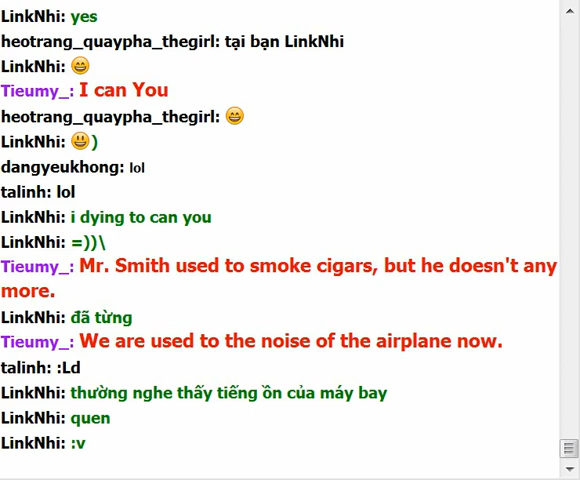 LinkNhi: yes
heotrang_quaypha_thegirl: tại bạn LinkNhi
LinkNhi: 😄
Tieumy_: I can You
heotrang_quaypha_thegirl: 😄
LinkNhi: 😃)
dangyeukhong: lol
talinh: lol
LinkNhi: i dying to can you
LinkNhi: =))\
Tieumy_: Mr. Smith used to smoke cigars, but he doesn't any
more.
LinkNhi: đã từng
Tieumy_: We are used to the noise of the airplane now.
talinh: :Ld
LinkNhi: thường nghe thấy tiếng ồn của máy bay
LinkNhi: quen
LinkNhi: :v